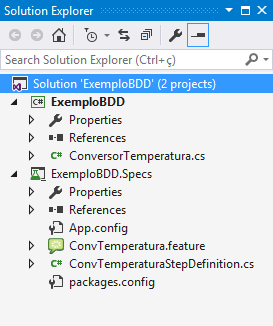 Solution Explorer
Search Solution Explorer (Ctrl+ç)
Solution 'ExemploBDD' (2 projects)
C# ExemploBDD
Properties
References
C# ConversorTemperatura.cs
ExemploBDD.Specs
Properties
References
App.config
ConvTemperatura.feature
C# ConvTemperaturaStepDefinition.cs
packages.config